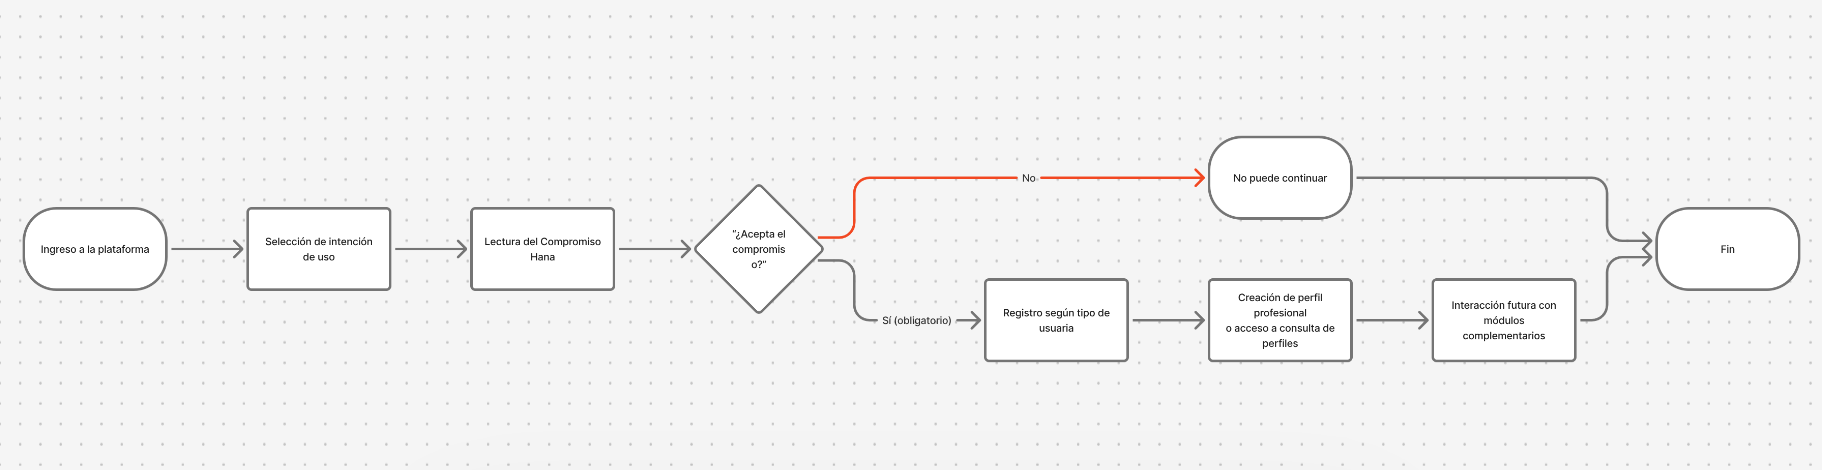 Ingreso a la plataforma
Selección de intención
de uso
Lectura del Compromiso
Hana
"¿Acepta el
compromis
o?"
No
No puede continuar
Sí (obligatorio)
Registro según tipo de
usuaria
Creación de perfil
profesional
o acceso a consulta de
perfiles
Interacción futura con
módulos
complementarios
Fin